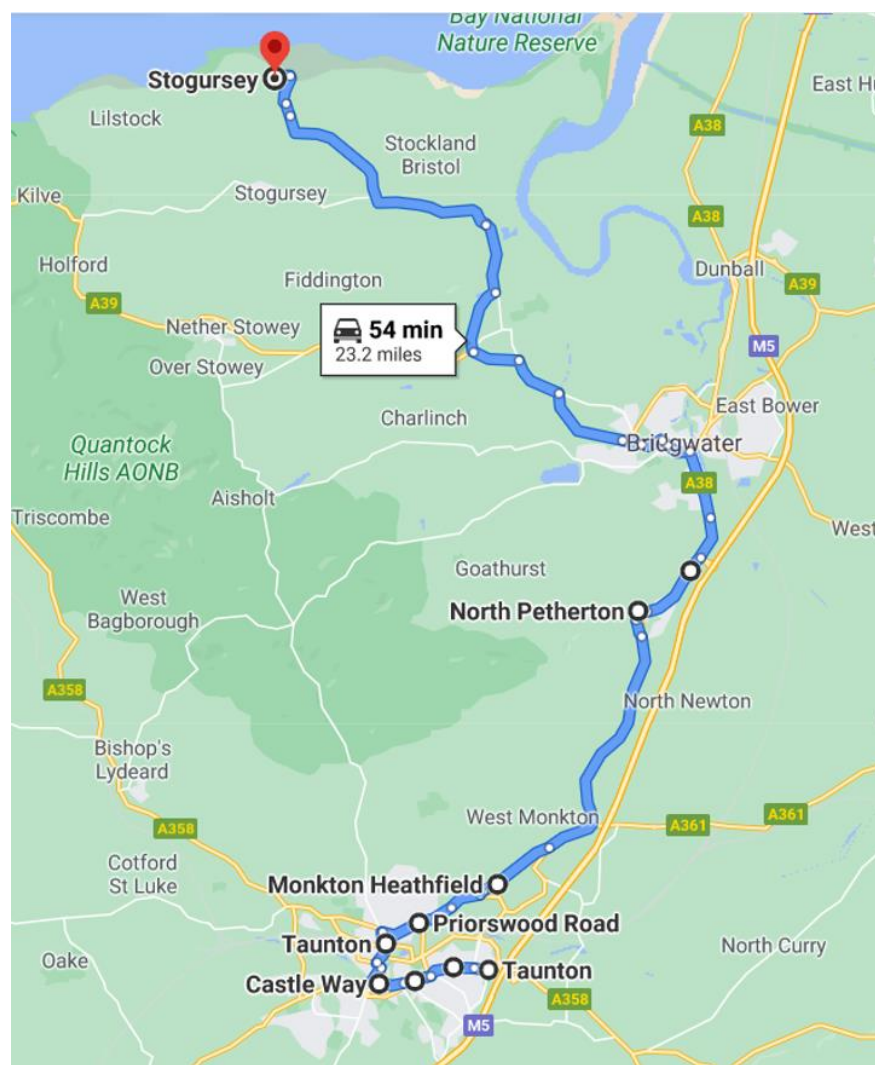 Bay National
Nature Reserve
Stogursey
Lilstock
East
A38
Stockland
Bristol
Stogursey
Kilve
A38
Holford
Dunball
Fiddington
A39
A39
54 min
23.2 miles
Nether Stowey
M5
Over Stowey
Charlinch
East Bower
Bridgwater
Quantock
Hills AONB
A38
Aisholt
Triscombe
West
Goathurst
West
Bagborough
North Petherton
A358
North Newton
Bishop's
Lydeard
West Monkton
A358
A361
A361
Cotford
St Luke
Monkton Heathfield
Priorswood Road
Taunton
North Curry
Oake
Taunton
Castle Way
A358
M5